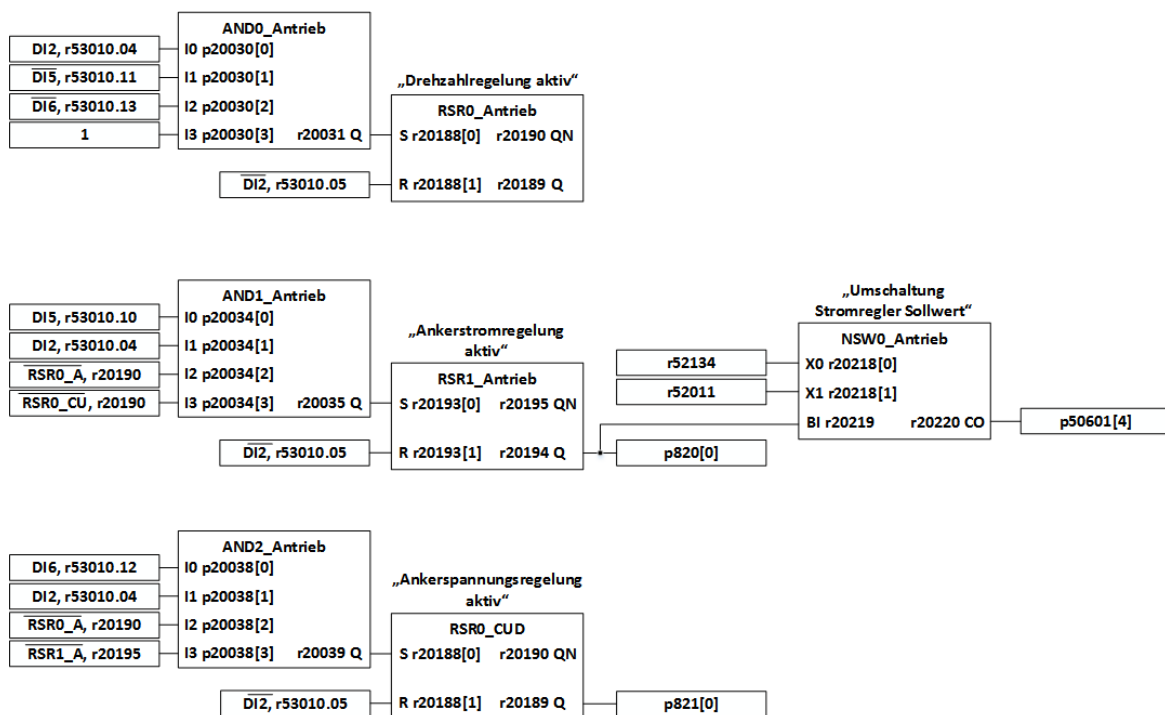 AND0_Antrieb
DI2, r53010.04
I0 p20030[0]
DI5, r53010.11
I1 p20030[1]
DI6, r53010.13
I2 p20030[2]
1
I3 p20030[3] r20031 Q
„Drehzahlregelung aktiv“
RSR0_Antrieb
S r20188[0] r20190 QN
DI2, r53010.05
R r20188[1] r20189 Q
AND1_Antrieb
DI5, r53010.10
I0 p20034[0]
DI2, r53010.04
I1 p20034[1]
RSR0_A, r20190
I2 p20034[2]
RSR0_CU, r20190
I3 p20034[3] r20035 Q
„Ankerstromregelung
aktiv“
RSR1_Antrieb
S r20193[0] r20195 QN
DI2, r53010.05
R r20193[1] r20194 Q
p820[0]
„Umschaltung
Stromregler Sollwert“
NSW0_Antrieb
r52134
X0 r20218[0]
r52011
X1 r20218[1]
BI r20219 r20220 CO
p50601[4]
AND2_Antrieb
DI6, r53010.12
I0 p20038[0]
DI2, r53010.04
I1 p20038[1]
RSR0_A, r20190
I2 p20038[2]
RSR1_A, r20195
I3 p20038[3] r20039 Q
„Ankerspannungsregelung
aktiv“
RSR0_CUD
S r20188[0] r20190 QN
DI2, r53010.05
R r20188[1] r20189 Q
p821[0]